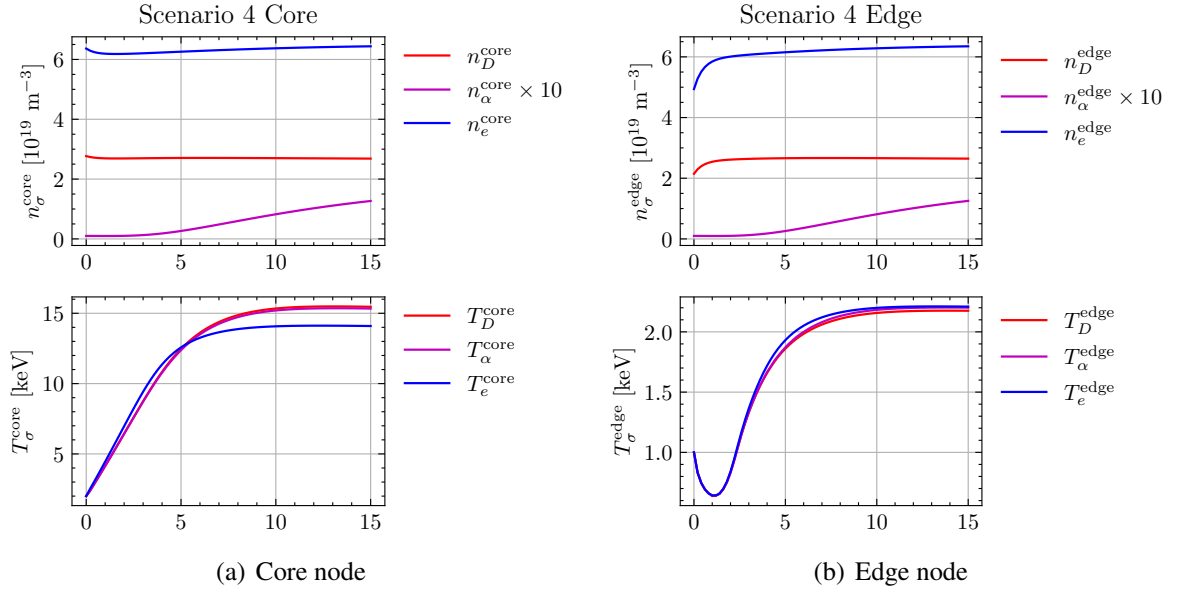 Scenario 4 Core
n_σ^core [10^19 m^−3]
6
4
2
0
0 5 10 15
n_D^core
n_α^core × 10
n_e^core
T_σ^core [keV]
15
10
5
0 5 10 15
T_D^core
T_α^core
T_e^core
(a) Core node
Scenario 4 Edge
n_σ^edge [10^19 m^−3]
6
4
2
0
0 5 10 15
n_D^edge
n_α^edge × 10
n_e^edge
T_σ^edge [keV]
2.0
1.5
1.0
0 5 10 15
T_D^edge
T_α^edge
T_e^edge
(b) Edge node